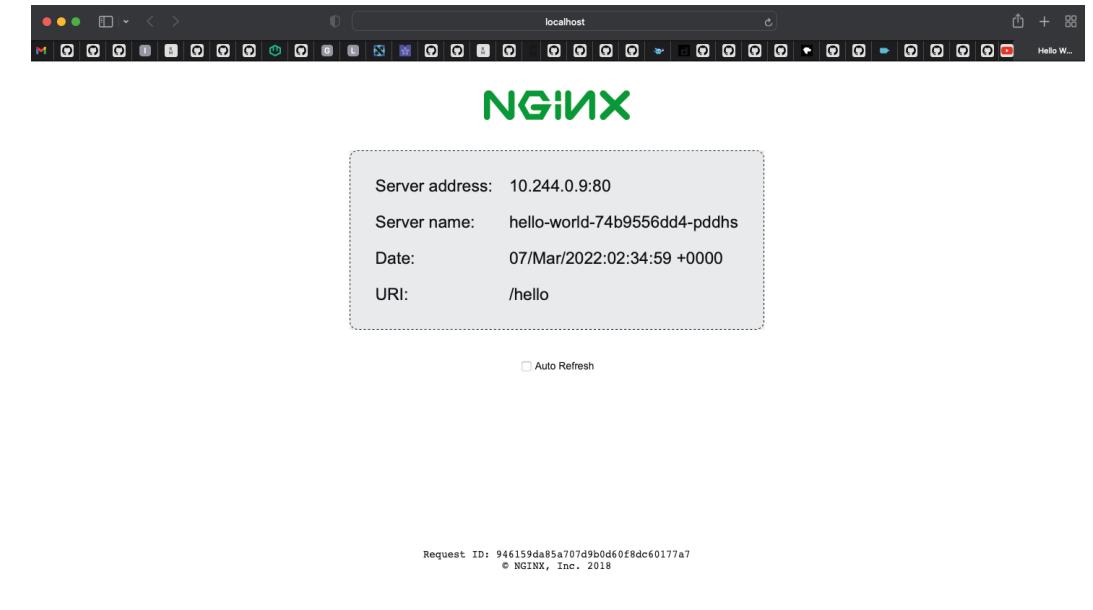 localhost
Hello W...
NGINX
Server address: 10.244.0.9:80
Server name: hello-world-74b9556dd4-pddhs
Date: 07/Mar/2022:02:34:59 +0000
URI: /hello
Auto Refresh
Request ID: 946159da85a707d9b0d60f8dc60177a7
© NGINX, Inc. 2018